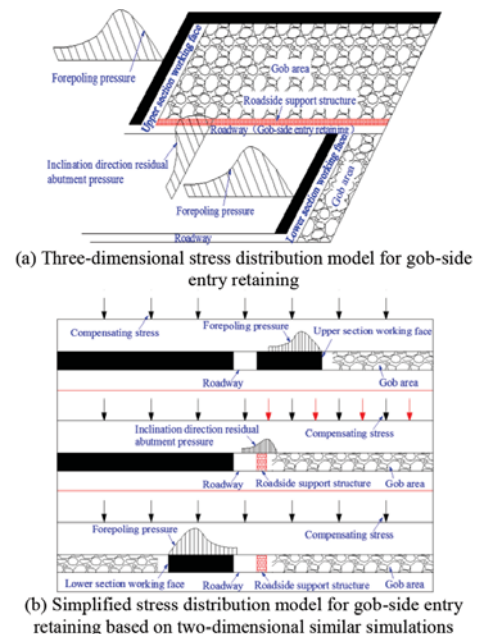 Forepoling pressure
Upper section working face
Gob area
Roadside support structure
Roadway (Gob-side entry retaining)
Inclination direction residual
abutment pressure
Forepoling pressure
Lower section working face
Gob area
Roadway
(a) Three-dimensional stress distribution model for gob-side
entry retaining
Compensating stress
Forepoling pressure
Upper section working face
Roadway
Gob area
Inclination direction residual
abutment pressure
Compensating stress
Roadway
Roadside support structure
Gob area
Forepoling pressure
Compensating stress
Lower section working face
Roadway
Roadside support structure
Gob area
(b) Simplified stress distribution model for gob-side entry
retaining based on two-dimensional similar simulations